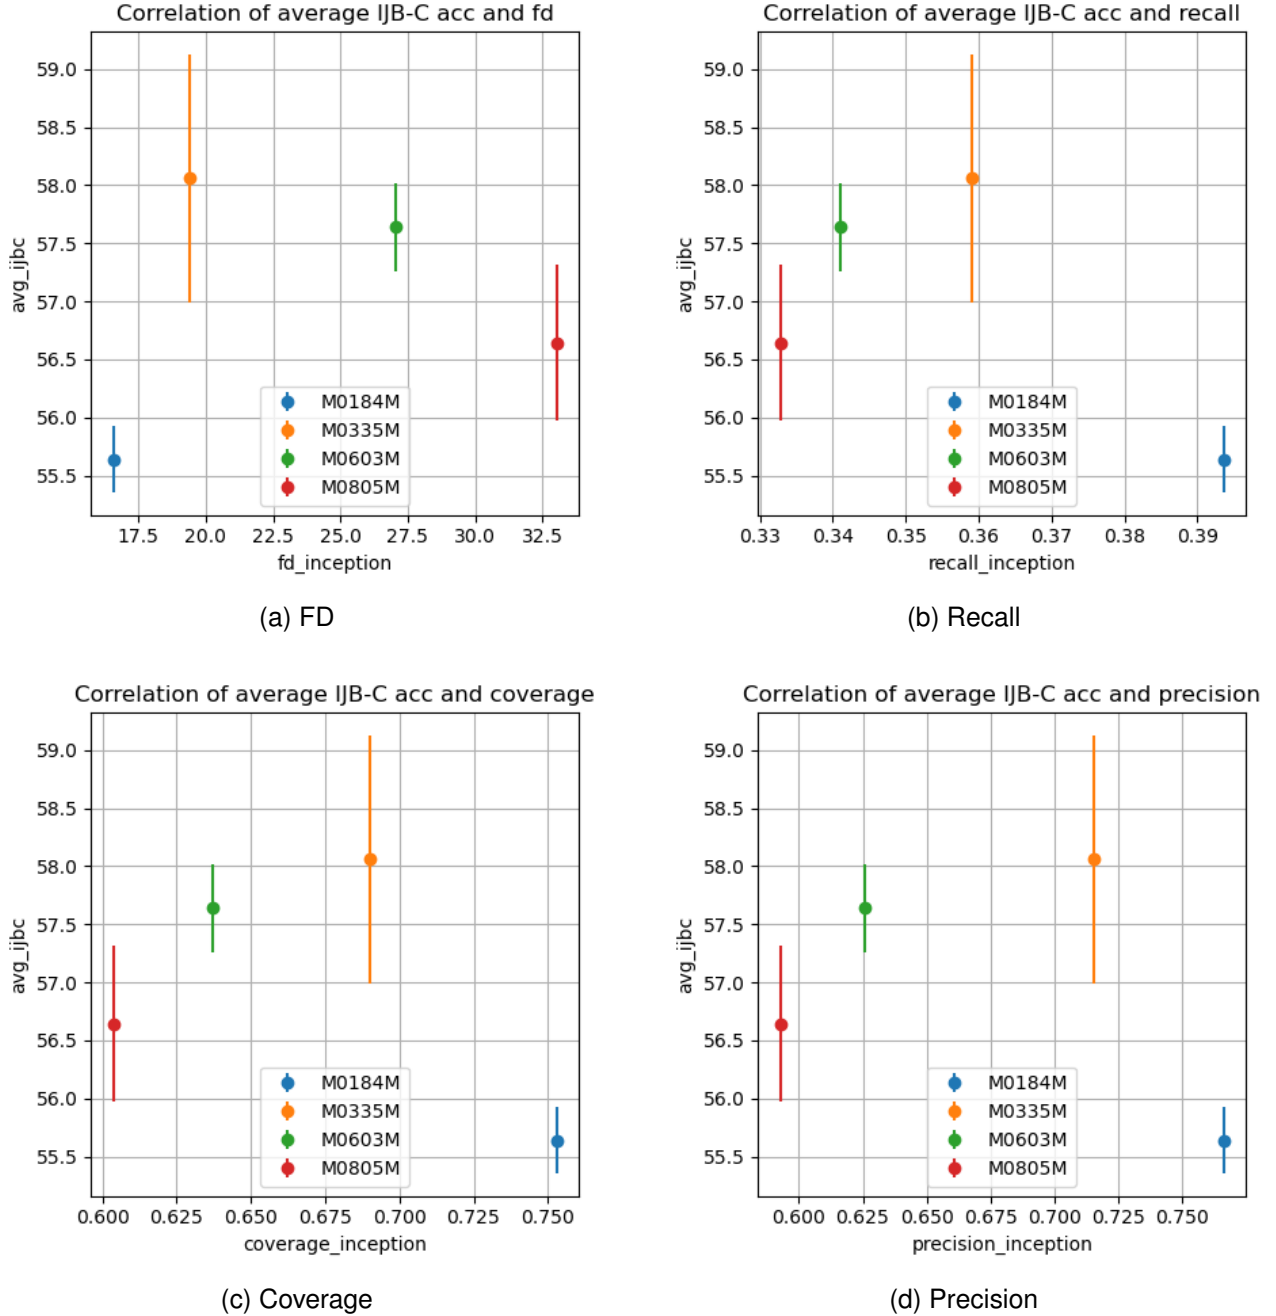 Correlation of average IJB-C acc and fd
59.0
58.5
58.0
57.5
57.0
56.5
56.0
55.5
avg_ijbc
M0184M
M0335M
M0603M
M0805M
17.5 20.0 22.5 25.0 27.5 30.0 32.5
fd_inception
(a) FD
Correlation of average IJB-C acc and recall
59.0
58.5
58.0
57.5
57.0
56.5
56.0
55.5
avg_ijbc
M0184M
M0335M
M0603M
M0805M
0.33 0.34 0.35 0.36 0.37 0.38 0.39
recall_inception
(b) Recall
Correlation of average IJB-C acc and coverage
59.0
58.5
58.0
57.5
57.0
56.5
56.0
55.5
avg_ijbc
M0184M
M0335M
M0603M
M0805M
0.600 0.625 0.650 0.675 0.700 0.725 0.750
coverage_inception
(c) Coverage
Correlation of average IJB-C acc and precision
59.0
58.5
58.0
57.5
57.0
56.5
56.0
55.5
avg_ijbc
M0184M
M0335M
M0603M
M0805M
0.600 0.625 0.650 0.675 0.700 0.725 0.750
precision_inception
(d) Precision